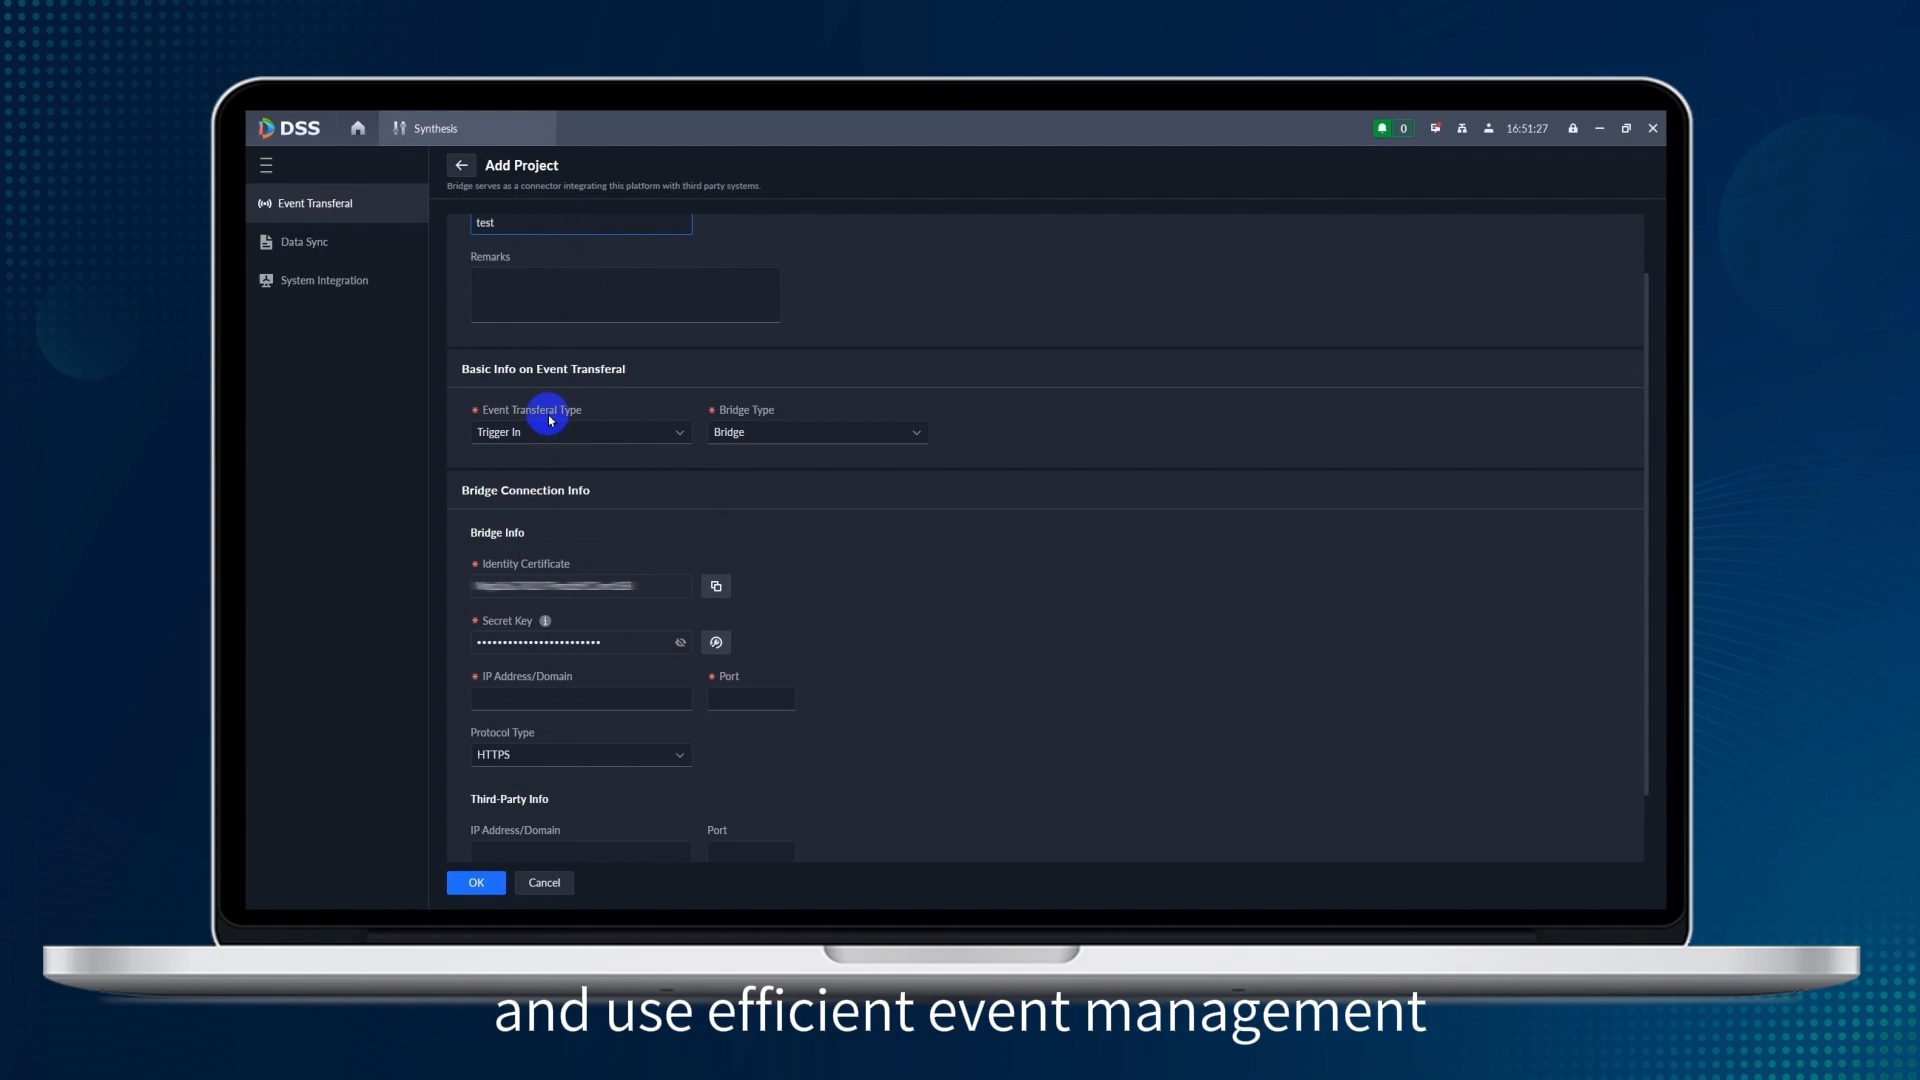 DSS
Synthesis
0
16:51:27
Add Project
Bridge serves as a connector integrating this platform with third party systems.
Event Transferal
Data Sync
System Integration
test
Remarks
Basic Info on Event Transferal
* Event Transferal Type
* Bridge Type
Trigger In
Bridge
Bridge Connection Info
Bridge Info
* Identity Certificate
* Secret Key
* IP Address/Domain
* Port
Protocol Type
HTTPS
Third-Party Info
IP Address/Domain
Port
OK
Cancel
and use efficient event management